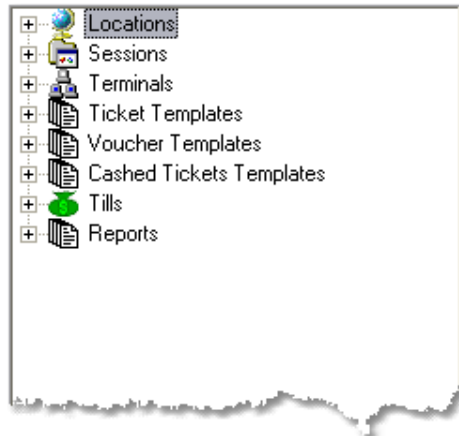 Locations
Sessions
Terminals
Ticket Templates
Voucher Templates
Cashed Tickets Templates
Tills
Reports